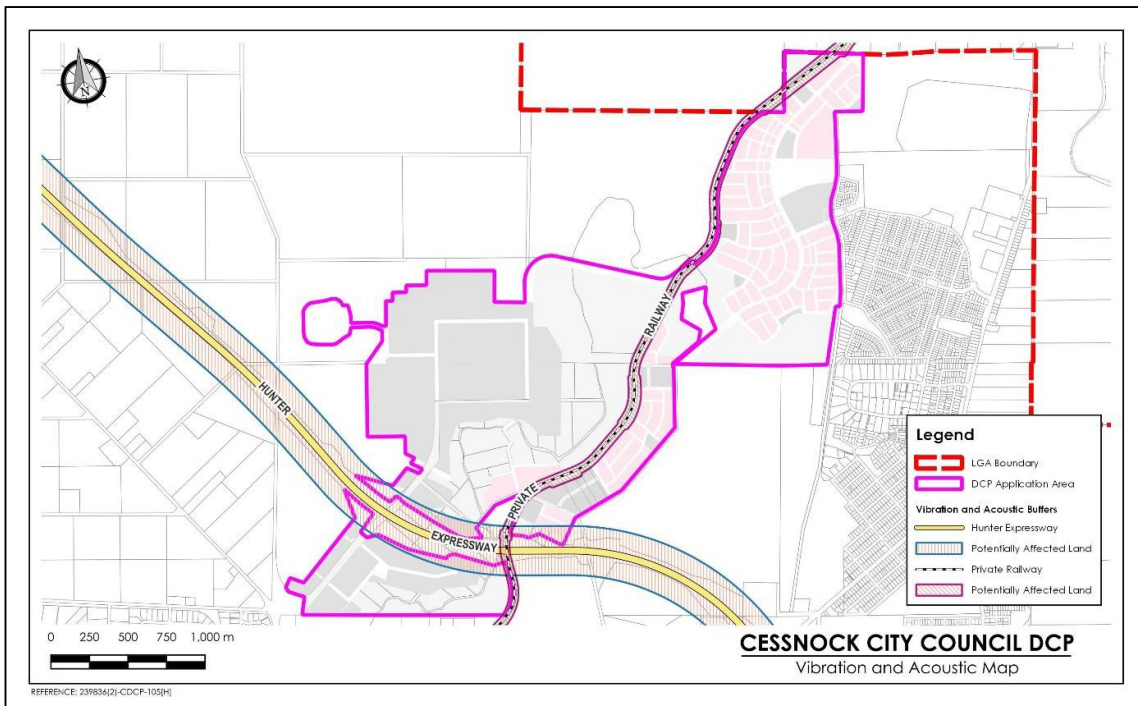 N
HUNTER
EXPRESSWAY
PRIVATE
RAILWAY
Legend
LGA Boundary
DCP Application Area
Vibration and Acoustic Buffers
Hunter Expressway
Potentially Affected Land
Private Railway
Potentially Affected Land
0 250 500 750 1,000 m
CESSNOCK CITY COUNCIL DCP
Vibration and Acoustic Map
REFERENCE: 239836(2)-CDCP-105[H]